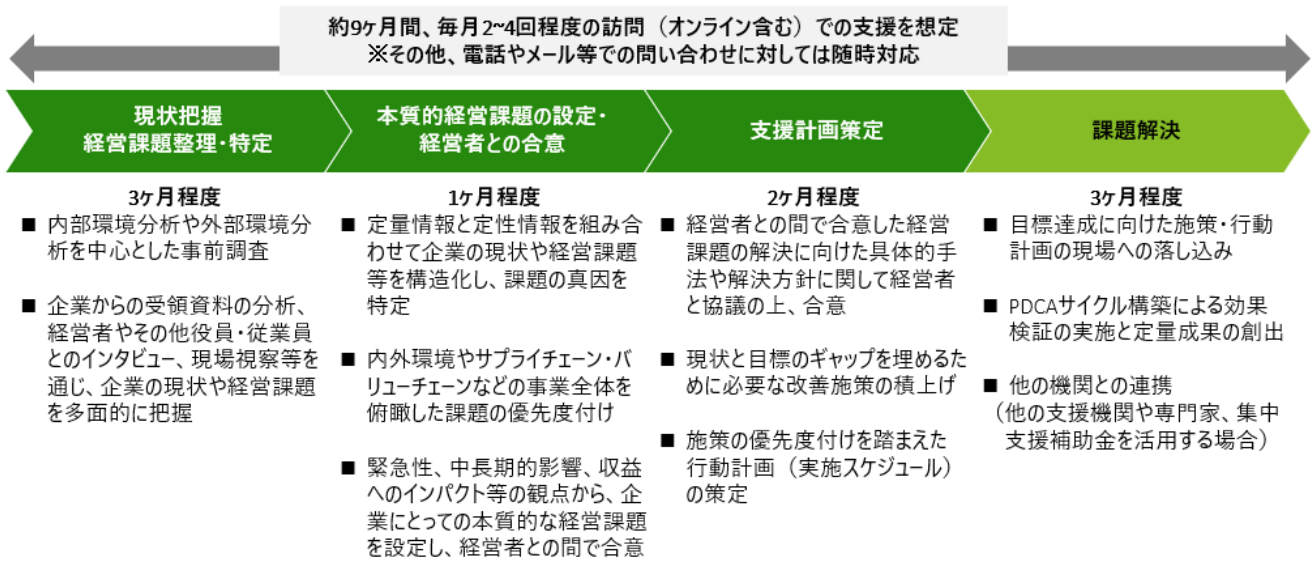 約9ヶ月間、毎月2~4回程度の訪問（オンライン含む）での支援を想定
※その他、電話やメール等での問い合わせに対しては随時対応
現状把握
経営課題整理・特定
本質的経営課題の設定・
経営者との合意
支援計画策定
課題解決
3ヶ月程度
■ 内部環境分析や外部環境分
析を中心とした事前調査
■ 企業からの受領資料の分析、
経営者やその他役員・従業員
とのインタビュー、現場視察等を
通じ、企業の現状や経営課題
を多面的に把握
1ヶ月程度
■ 定量情報と定性情報を組み合
わせて企業の現状や経営課題
等を構造化し、課題の真因を
特定
■ 内外環境やサプライチェーン・バ
リューチェーンなどの事業全体を
俯瞰した課題の優先度付け
■ 緊急性、中長期的影響、収益
へのインパクト等の観点から、企
業にとっての本質的な経営課題
を設定し、経営者との間で合意
2ヶ月程度
■ 経営者との間で合意した経営
課題の解決に向けた具体的手
法や解決方針に関して経営者
と協議の上、合意
■ 現状と目標のギャップを埋めるた
めに必要な改善施策の積上げ
■ 施策の優先度付けを踏まえた
行動計画（実施スケジュール）
の策定
3ヶ月程度
■ 目標達成に向けた施策・行動
計画の現場への落し込み
■ PDCAサイクル構築による効果
検証の実施と定量成果の創出
■ 他の機関との連携
（他の支援機関や専門家、集中
支援補助金を活用する場合）